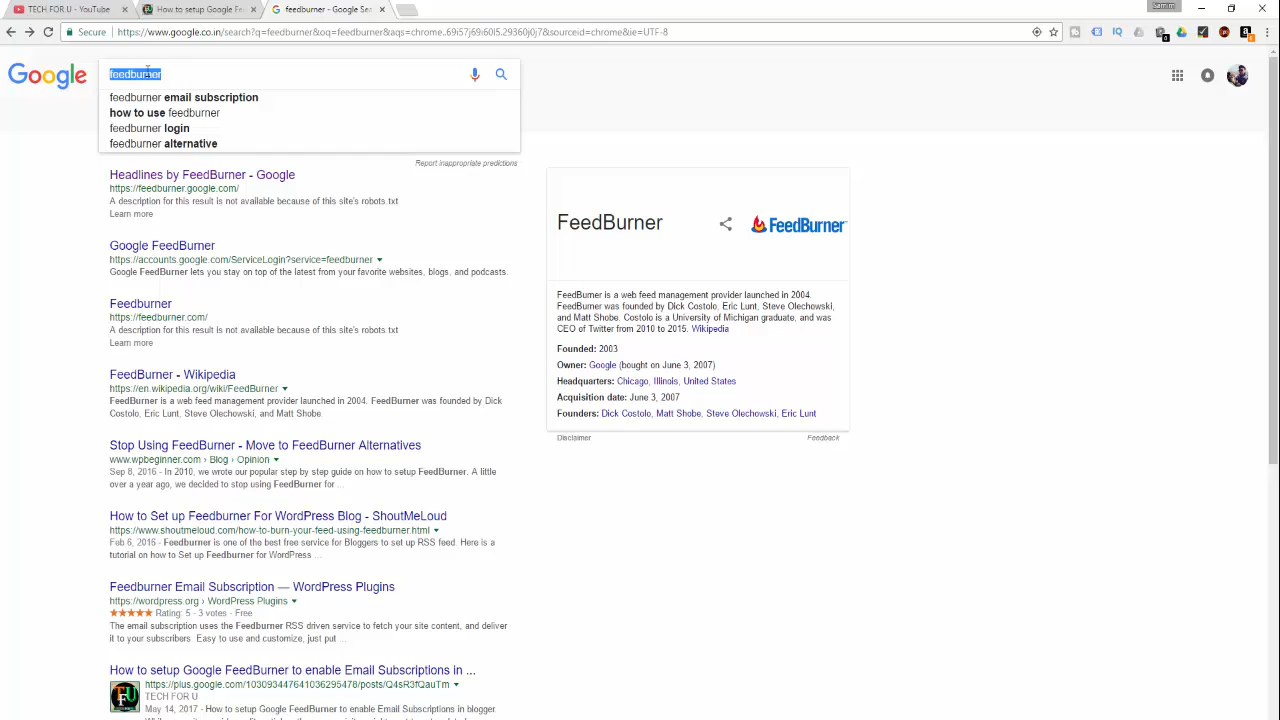 TECH FOR U - YouTube
How to setup Google Fe
feedburner - Google Se
Samim
Secure
https://www.google.co.in/search?q=feedburner&oq=feedburner&aqs=chrome..69i57j69i60l5.29360j0j7&sourceid=chrome&ie=UTF-8
Google
feedburner
feedburner email subscription
how to use feedburner
feedburner login
feedburner alternative
Report inappropriate predictions
Headlines by FeedBurner - Google
https://feedburner.google.com/
A description for this result is not available because of this site's robots.txt
Learn more
Google FeedBurner
https://accounts.google.com/ServiceLogin?service=feedburner
Google FeedBurner lets you stay on top of the latest from your favorite websites, blogs, and podcasts.
Feedburner
https://feedburner.com/
A description for this result is not available because of this site's robots.txt
Learn more
FeedBurner - Wikipedia
https://en.wikipedia.org/wiki/FeedBurner
FeedBurner is a web feed management provider launched in 2004. FeedBurner was founded by Dick
Costolo, Eric Lunt, Steve Olechowski, and Matt Shobe.
Stop Using FeedBurner - Move to FeedBurner Alternatives
www.wpbeginner.com › Blog › Opinion
Sep 8, 2016 - In 2010, we wrote our popular step by step guide on how to setup FeedBurner. A little
over a year ago, we decided to stop using FeedBurner for ...
How to Set up Feedburner For WordPress Blog - ShoutMeLoud
https://www.shoutmeloud.com/how-to-burn-your-feed-using-feedburner.html
Feb 6, 2016 - Feedburner is one of the best free service for Bloggers to set up RSS feed. Here is a
tutorial on how to Set up Feedburner for WordPress ...
Feedburner Email Subscription — WordPress Plugins
https://wordpress.org › WordPress Plugins
Rating: 5 - 3 votes - Free
The email subscription uses the Feedburner RSS driven service to fetch your site content, and deliver
it to your subscribers. Easy to use and customize, just put ...
How to setup Google FeedBurner to enable Email Subscriptions in ...
https://plus.google.com/103093447641036295478/posts/Q4sR3fQauTm
TFU
TECH FOR U
May 14, 2017 - How to setup Google FeedBurner to enable Email Subscriptions in blogger.
FeedBurner
FeedBurner
FeedBurner is a web feed management provider launched in 2004.
FeedBurner was founded by Dick Costolo, Eric Lunt, Steve Olechowski,
and Matt Shobe. Costolo is a University of Michigan graduate, and was
CEO of Twitter from 2010 to 2015. Wikipedia
Founded: 2003
Owner: Google (bought on June 3, 2007)
Headquarters: Chicago, Illinois, United States
Acquisition date: June 3, 2007
Founders: Dick Costolo, Matt Shobe, Steve Olechowski, Eric Lunt
Disclaimer
Feedback